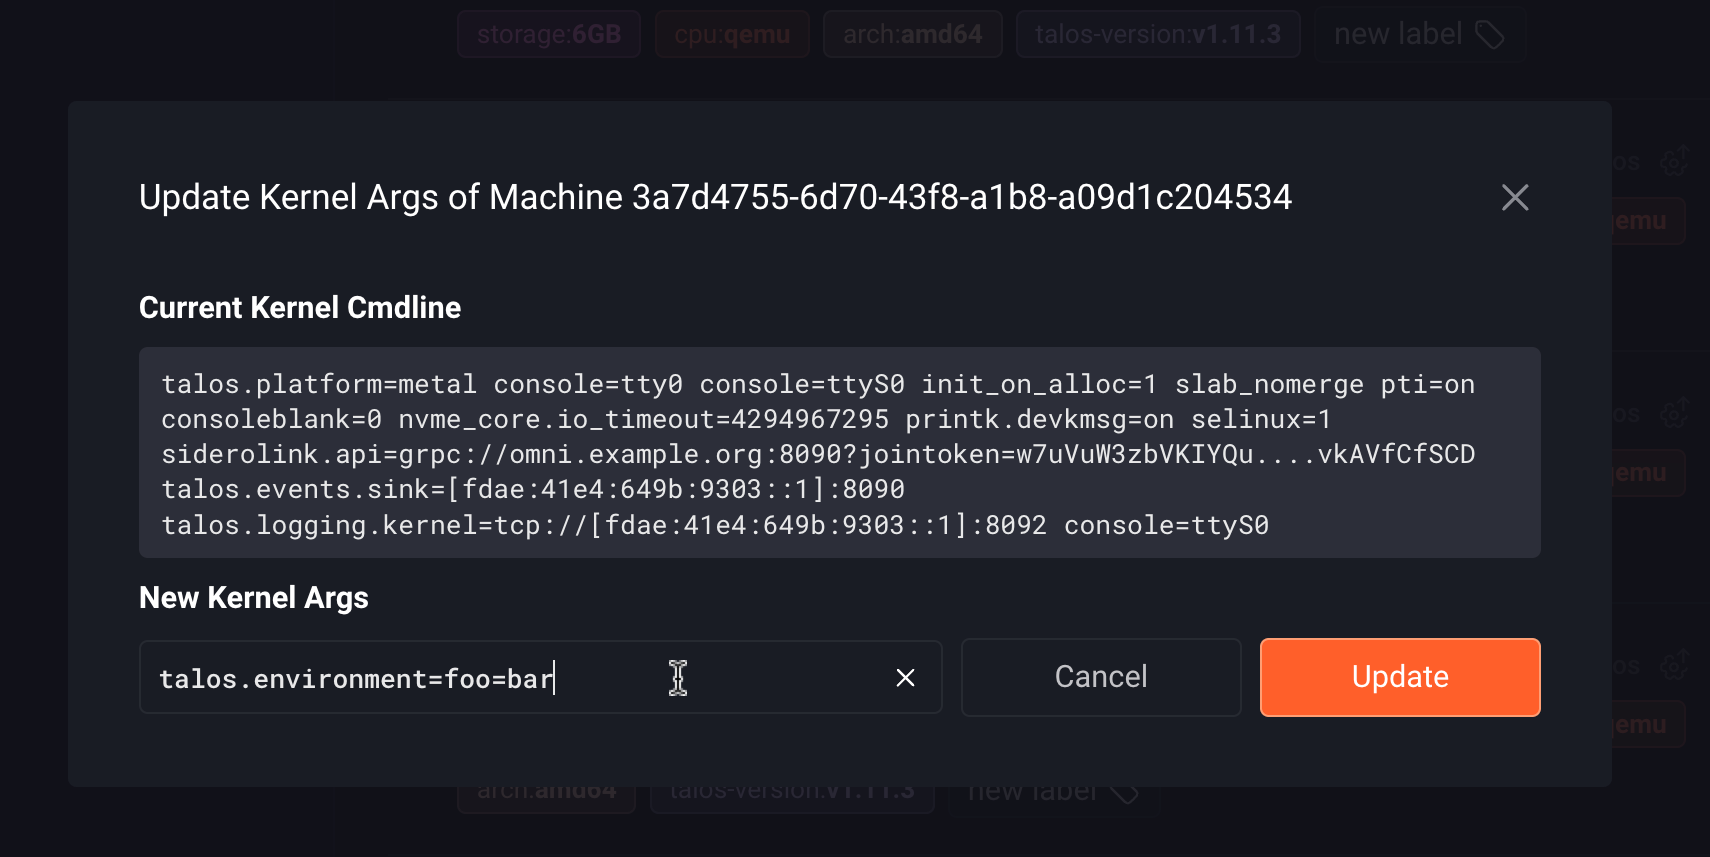 storage:6GB cpu:qemu arch:amd64 talos-version:v1.11.3 new label
Update Kernel Args of Machine 3a7d4755-6d70-43f8-a1b8-a09d1c204534
os
qemu
Current Kernel Cmdline
talos.platform=metal console=tty0 console=ttyS0 init_on_alloc=1 slab_nomerge pti=on
consoleblank=0 nvme_core.io_timeout=4294967295 printk.devkmsg=on selinux=1
siderolink.api=grpc://omni.example.org:8090?jointoken=w7uVuW3zbVKIYQu....vkAVfCfSCD
talos.events.sink=[fdae:41e4:649b:9303::1]:8090
talos.logging.kernel=tcp://[fdae:41e4:649b:9303::1]:8092 console=ttyS0
os
qemu
New Kernel Args
talos.environment=foo=bar Cancel Update
os
qemu
arch:amd64 talos-version:v1.11.3 new label